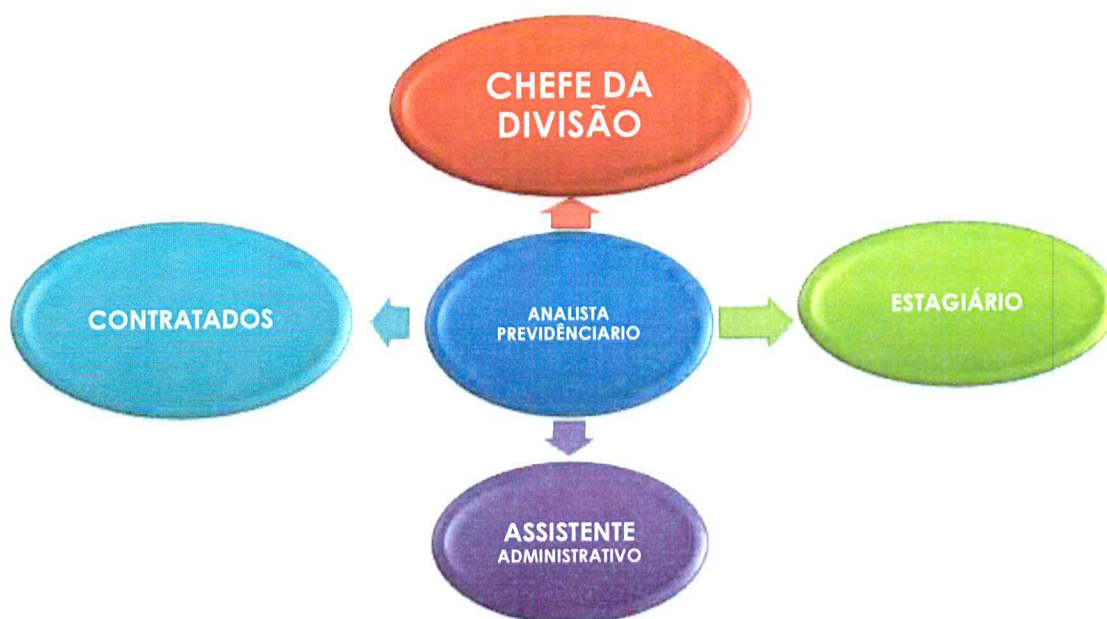 CHEFE DA
DIVISÃO
CONTRATADOS
ANALISTA
PREVIDÊNCIARIO
ESTAGIÁRIO
ASSISTENTE
ADMINISTRATIVO